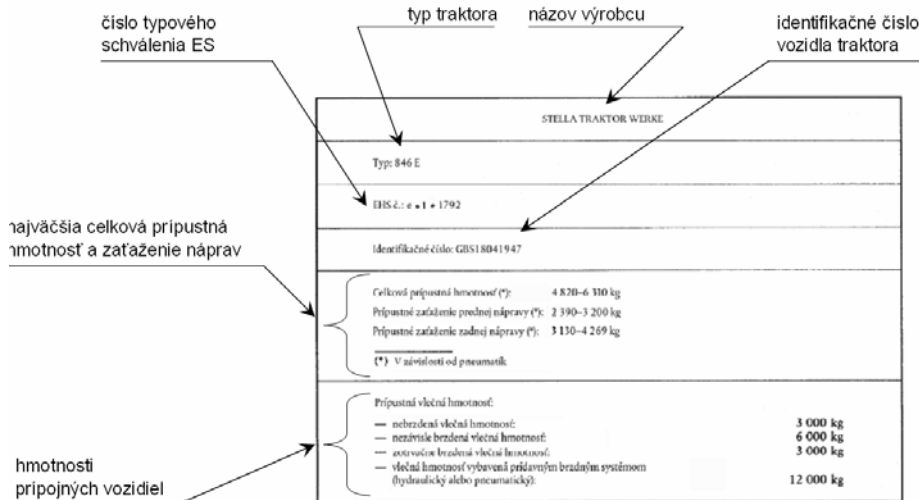 typ traktora
názov výrobcu
číslo typového
schválenia ES
identifikačné číslo
vozidla traktora
STELLA TRAKTOR WERKE
Typ: 846 E
EHS č.: e * 1 * 1792
Identifikačné číslo: GBS18041947
najväčšia celková prípustná
hmotnosť a zaťaženie náprav
Celková prípustná hmotnosť (*): 4 820–6 310 kg
Prípustné zaťaženie prednej nápravy (*): 2 390–3 200 kg
Prípustné zaťaženie zadnej nápravy (*): 3 130–4 269 kg
(*) V závislosti od pneumatík
Prípustná vlečná hmotnosť:
— nebrzdená vlečná hmotnosť: 3 000 kg
— nezávisle brzdená vlečná hmotnosť: 6 000 kg
— zotrvačne brzdená vlečná hmotnosť: 3 000 kg
— vlečná hmotnosť vybavená prídavným brzdným systémom
(hydraulický alebo pneumatický): 12 000 kg
hmotnosti
prípojných vozidiel